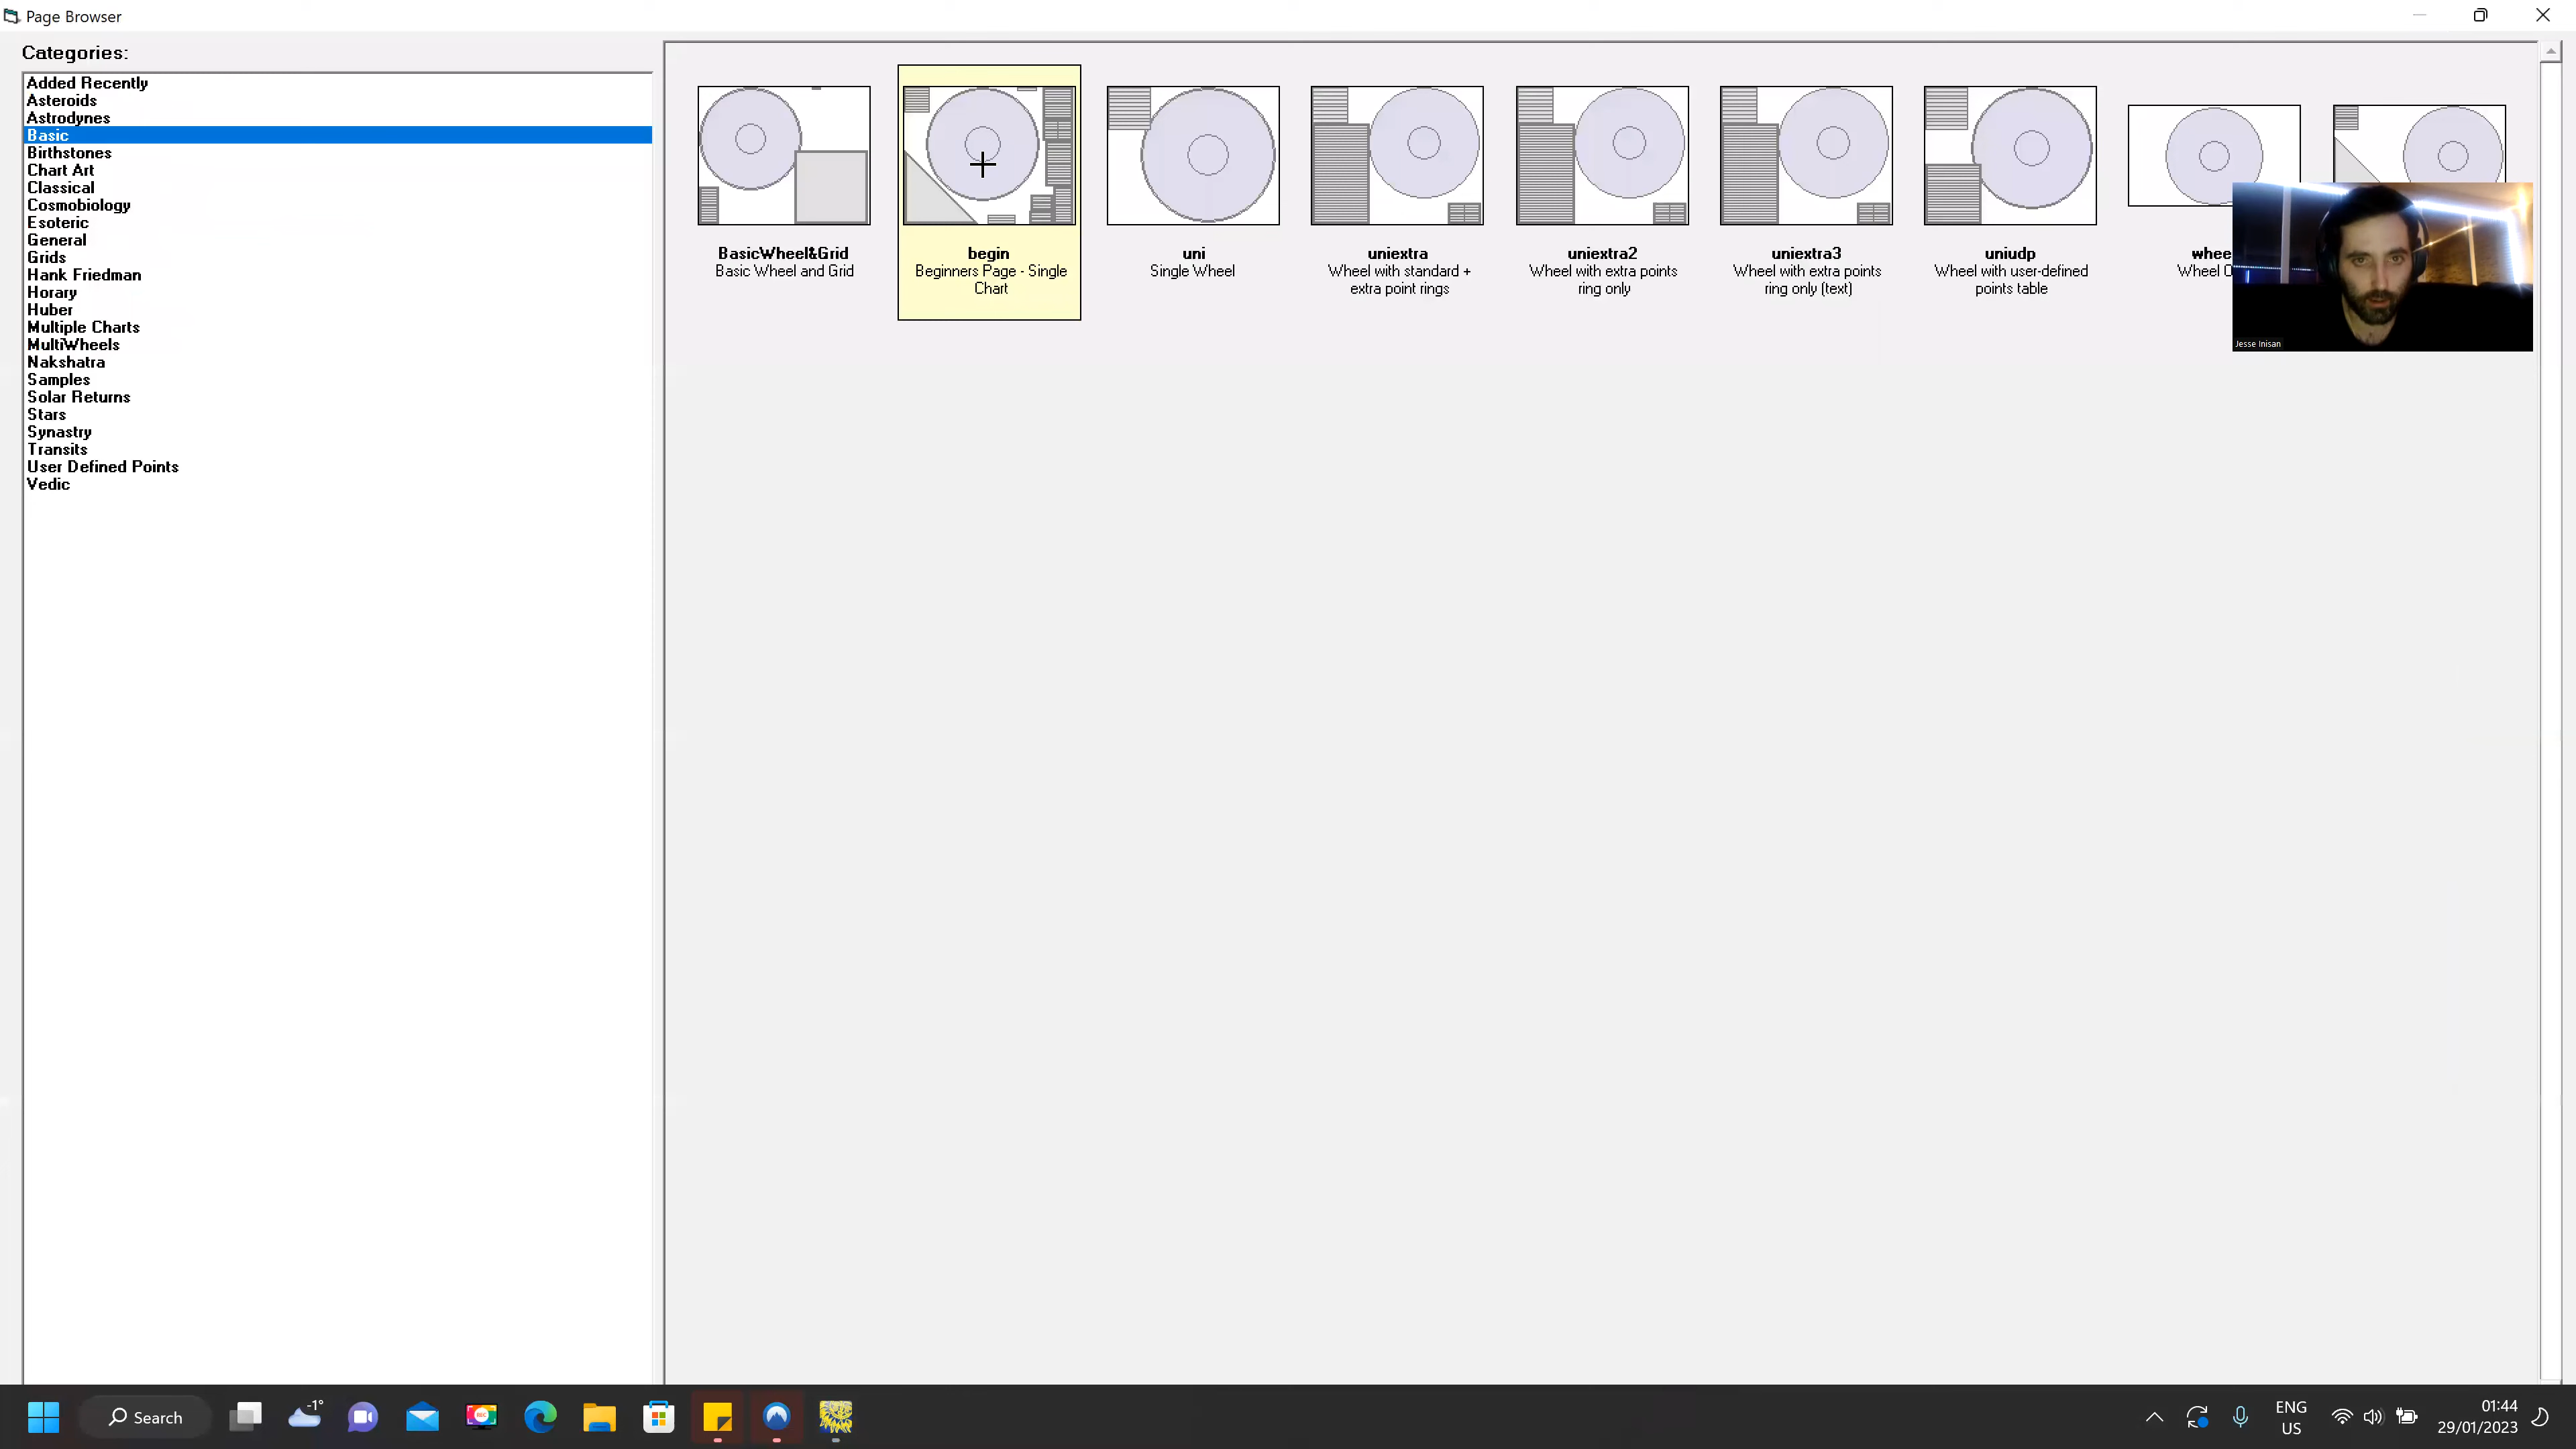 Page Browser
Categories:
Added Recently
Asteroids
Astrodynes
Basic
Birthstones
Chart Art
Classical
Cosmobiology
Esoteric
General
Grids
Hank Friedman
Horary
Huber
Multiple Charts
MultiWheels
Nakshatra
Samples
Solar Returns
Stars
Synastry
Transits
User Defined Points
Vedic
BasicWheel&Grid
Basic Wheel and Grid
begin
Beginners Page - Single
Chart
uni
Single Wheel
uniextra
Wheel with standard +
extra point rings
uniextra2
Wheel with extra points
ring only
uniextra3
Wheel with extra points
ring only (text)
uniudp
Wheel with user-defined
points table
Wheel
Jesse Inisan
Search
-1°
REC
ENG
US
01:44
29/01/2023